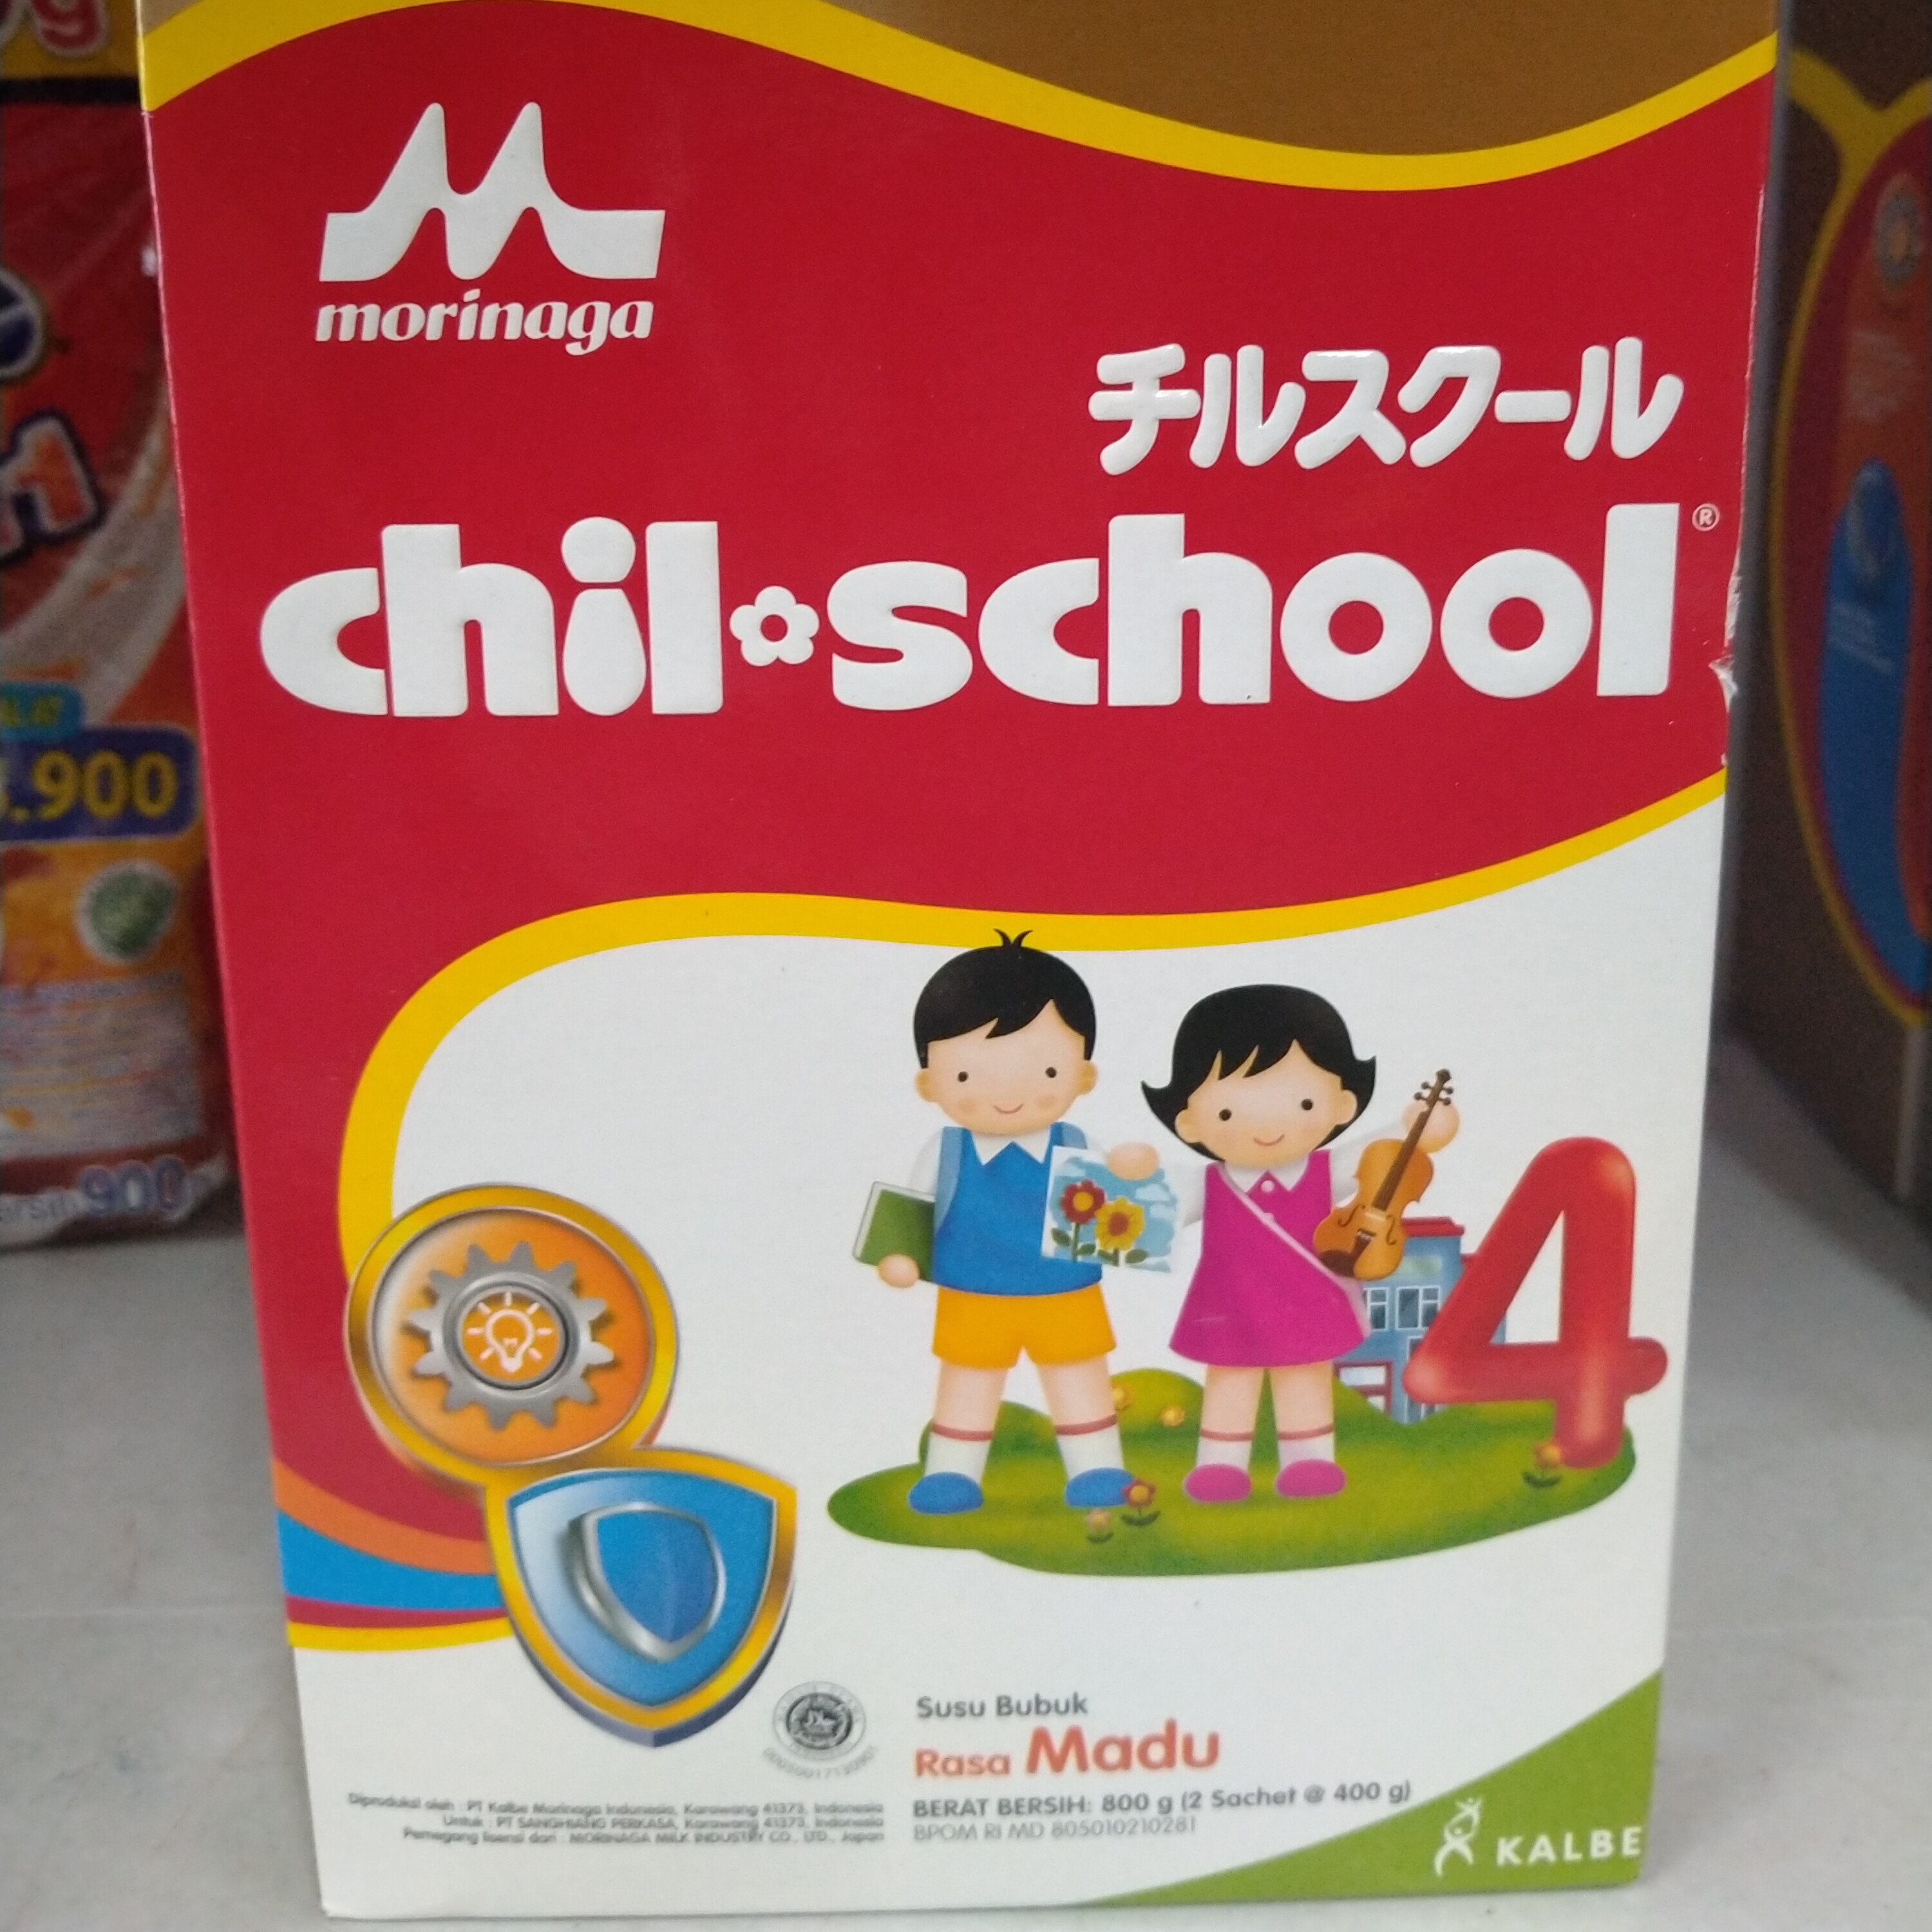 morinaga
チルスクール
chil school®
4
Susu Bubuk
Rasa Madu
BERAT BERSIH: 800 g (2 Sachet @ 400 g)
BPOM RI MD 805010210281
Diproduksi oleh : PT Kalbe Morinaga Indonesia, Karawang 41373, Indonesia
Untuk : PT SANGHIANG PERKASA, Karawang 41373, Indonesia
Pemegang lisensi dari : MORINAGA MILK INDUSTRY CO., LTD., Japan
KALBE
.900
900